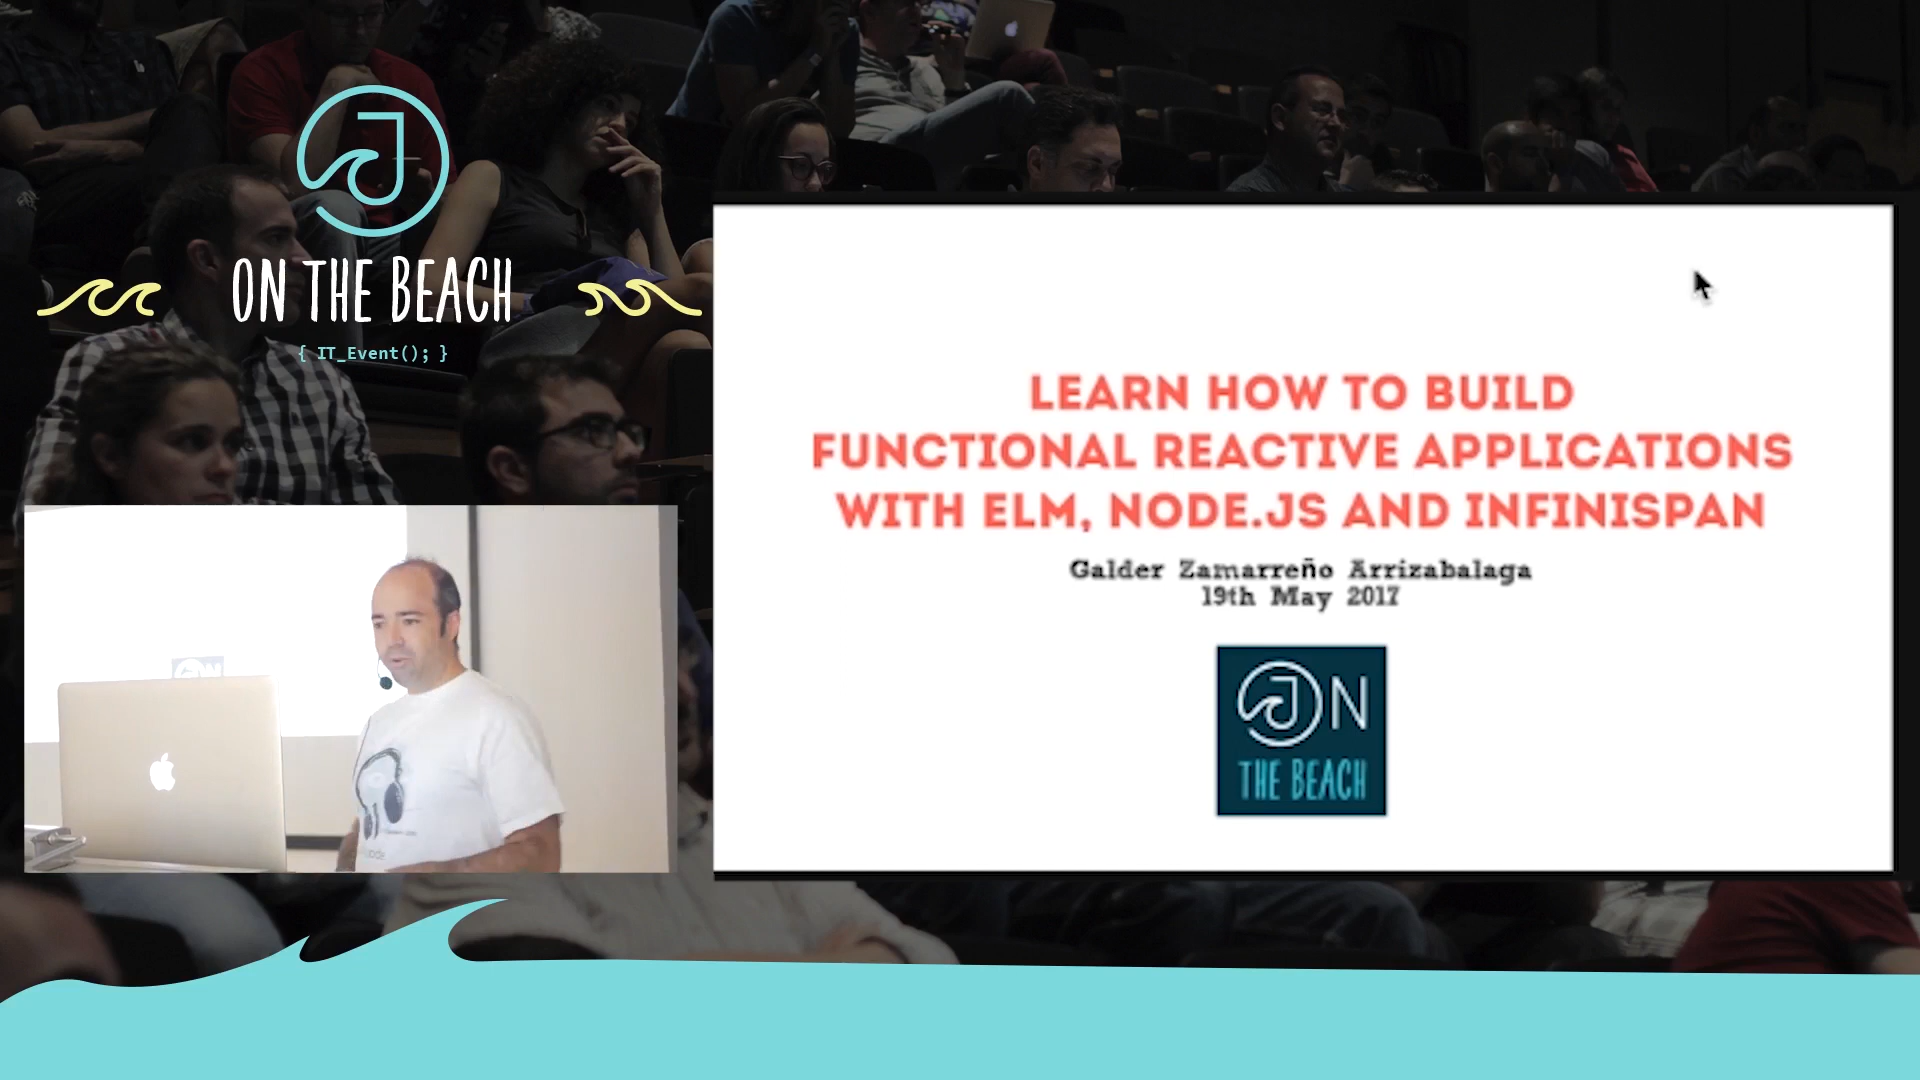 J
ON THE BEACH
{ IT_Event(); }
LEARN HOW TO BUILD
FUNCTIONAL REACTIVE APPLICATIONS
WITH ELM, NODE.JS AND INFINISPAN
Galder Zamarreño Arrizabalaga
19th May 2017
J ON
THE BEACH